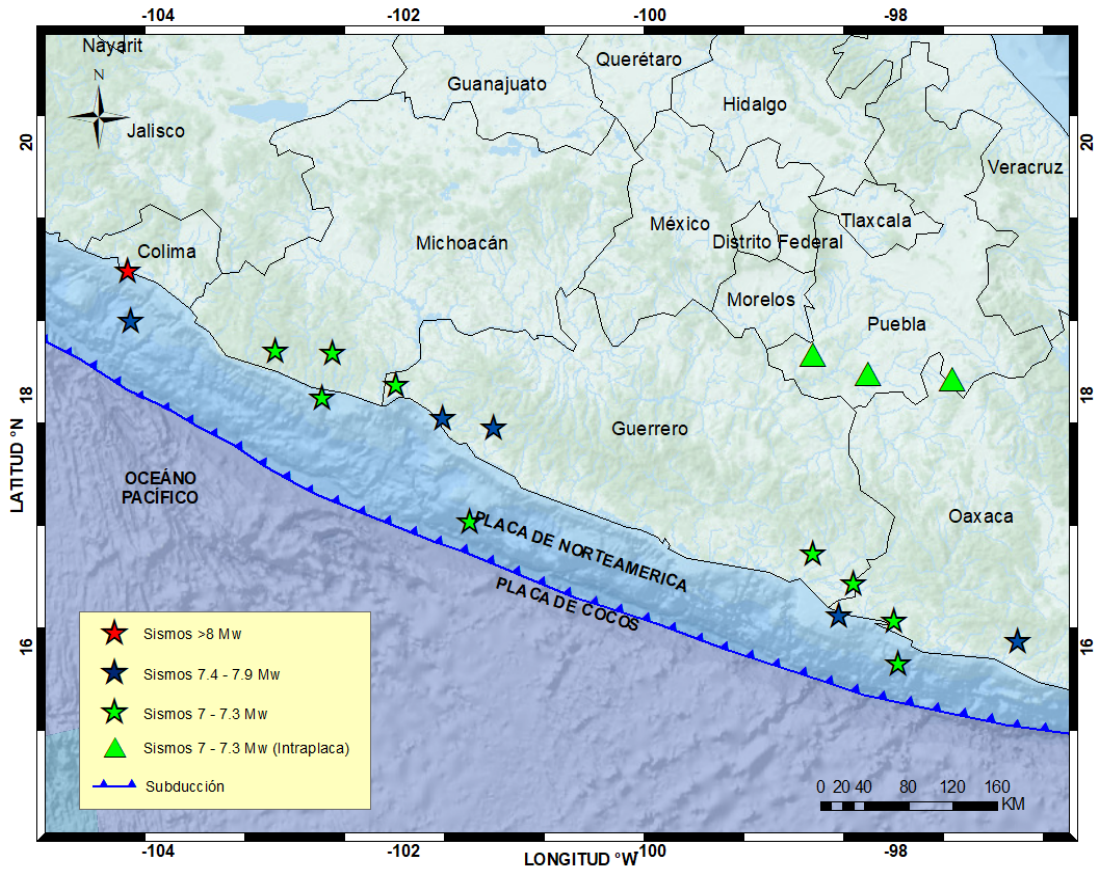 -104 -102 -100 -98
Nayarit
Querétaro
Guanajuato
Hidalgo
N
Jalisco
20 20
Veracruz
México
Tlaxcala
Colima
Michoacán
Distrito Federal
Morelos
Puebla
LATITUD °N
18 18
Guerrero
OCEÁNO
PACÍFICO
Oaxaca
PLACA DE NORTEAMERICA
PLACA DE COCOS
16 16
Sismos >8 Mw
Sismos 7.4 - 7.9 Mw
Sismos 7 - 7.3 Mw
Sismos 7 - 7.3 Mw (Intraplaca)
Subducción
0 20 40 80 120 160
KM
-104 -102 -100 -98
LONGITUD °W